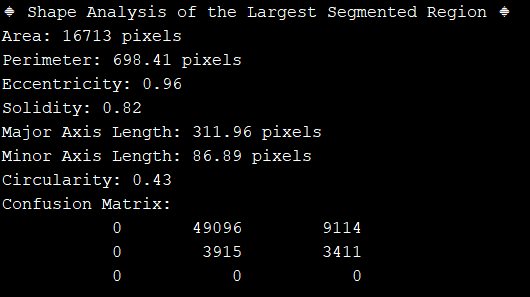 ⌖ Shape Analysis of the Largest Segmented Region ⌖
Area: 16713 pixels
Perimeter: 698.41 pixels
Eccentricity: 0.96
Solidity: 0.82
Major Axis Length: 311.96 pixels
Minor Axis Length: 86.89 pixels
Circularity: 0.43
Confusion Matrix:
0 49096 9114
0 3915 3411
0 0 0